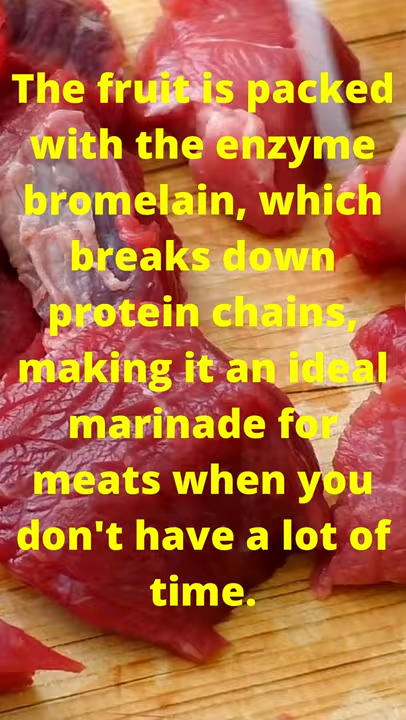 The fruit is packed
with the enzyme
bromelain, which
breaks down
protein chains,
making it an ideal
marinade for
meats when you
don't have a lot of
time.